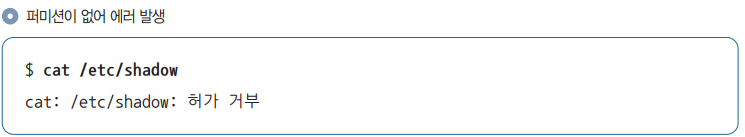 퍼미션이 없어 에러 발생
$ cat /etc/shadow
cat: /etc/shadow: 허가 거부